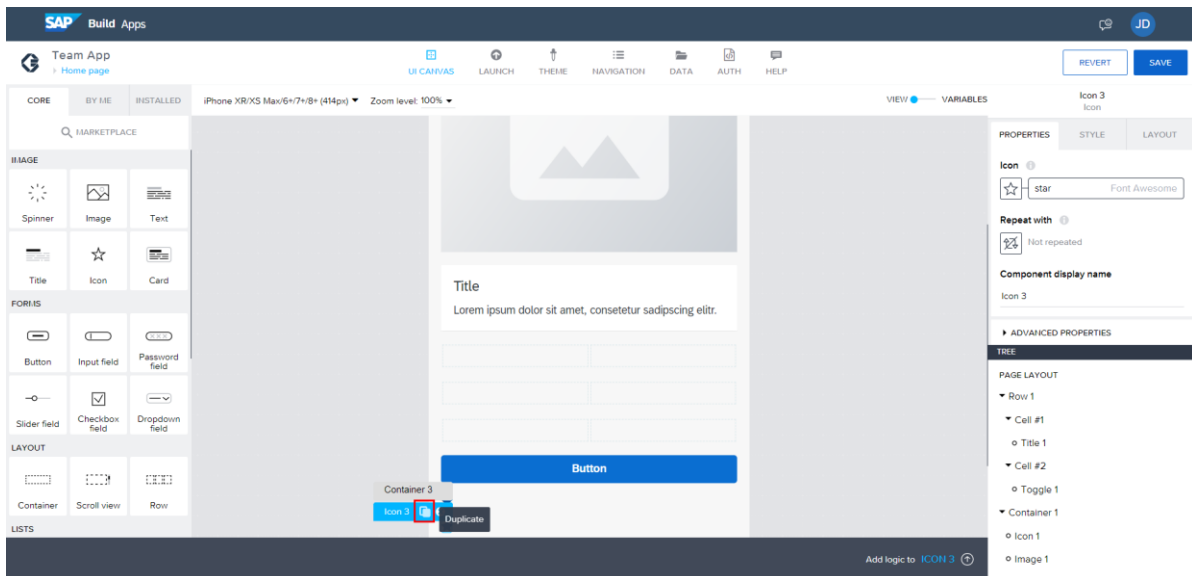 SAP Build Apps
JD
Team App
Home page
UI CANVAS LAUNCH THEME NAVIGATION DATA AUTH HELP
REVERT SAVE
CORE BY ME INSTALLED
iPhone XR/XS Max/6+/7+/8+ (414px) Zoom level: 100%
VIEW VARIABLES
Icon 3
Icon
MARKETPLACE
PROPERTIES STYLE LAYOUT
IMAGE
Spinner Image Text
Title Icon Card
FORMS
Button Input field Password field
Slider field Checkbox field Dropdown field
LAYOUT
Container Scroll view Row
LISTS
Title
Lorem ipsum dolor sit amet, consetetur sadipscing elitr.
Button
Container 3
Icon 3
Duplicate
Icon
star Font Awesome
Repeat with
Not repeated
Component display name
Icon 3
ADVANCED PROPERTIES
TREE
PAGE LAYOUT
Row 1
Cell #1
Title 1
Cell #2
Toggle 1
Container 1
Icon 1
Image 1
Add logic to ICON 3